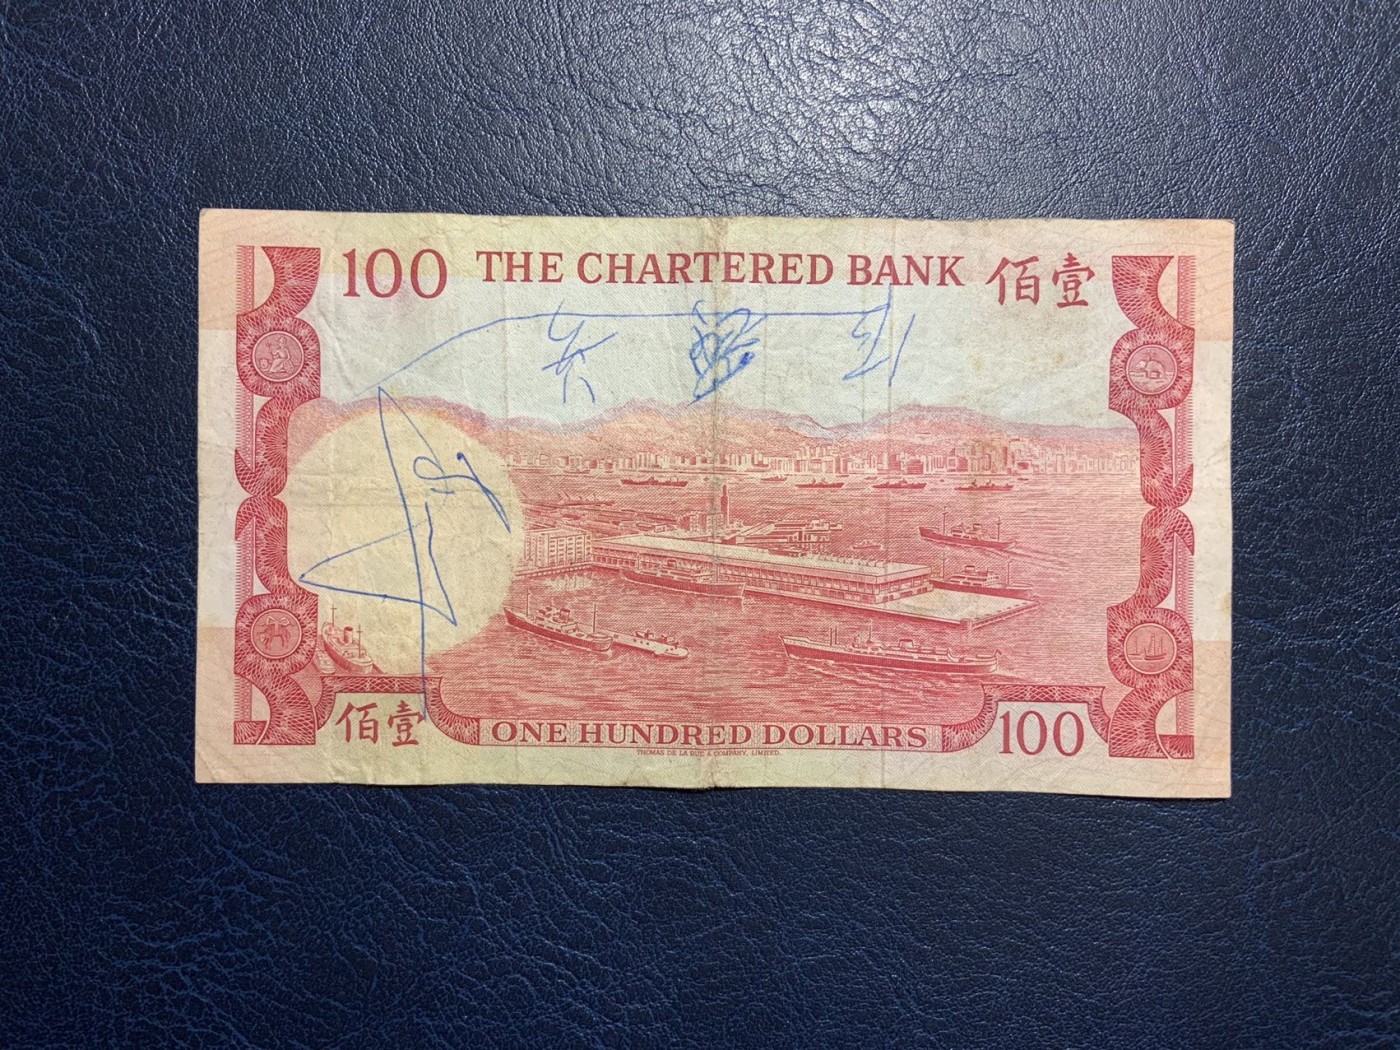 100 THE CHARTERED BANK 佰壹
佰壹 ONE HUNDRED DOLLARS 100
THOMAS DE LA RUE & COMPANY, LIMITED.